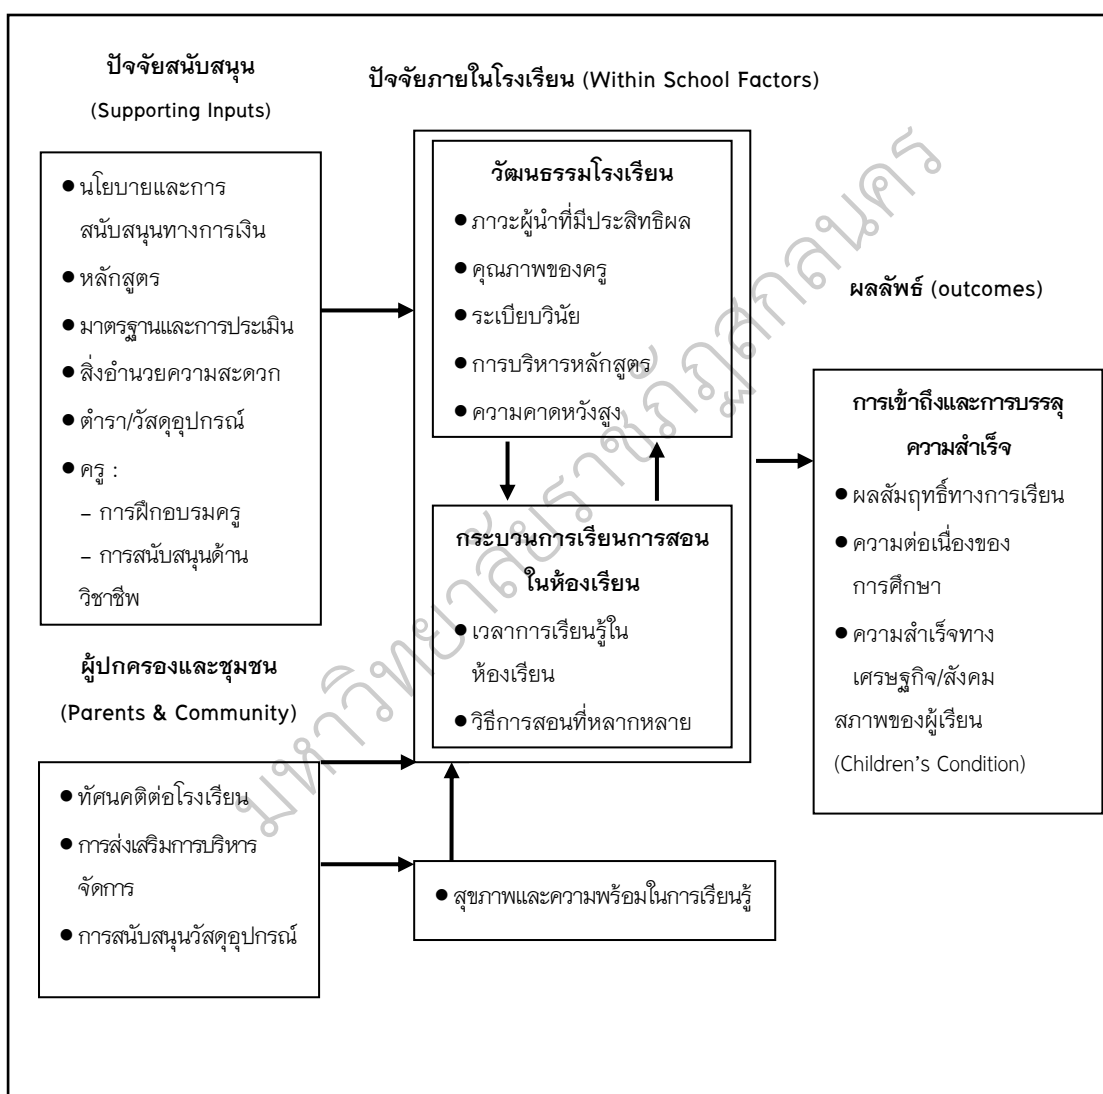 ปัจจัยสนับสนุน
(Supporting Inputs)
● นโยบายและการ
สนับสนุนทางการเงิน
● หลักสูตร
● มาตรฐานและการประเมิน
● สิ่งอำนวยความสะดวก
● ตำรา/วัสดุอุปกรณ์
● ครู :
– การฝึกอบรมครู
– การสนับสนุนด้าน
วิชาชีพ
ผู้ปกครองและชุมชน
(Parents & Community)
● ทัศนคติต่อโรงเรียน
● การส่งเสริมการบริหาร
จัดการ
● การสนับสนุนวัสดุอุปกรณ์
ปัจจัยภายในโรงเรียน (Within School Factors)
วัฒนธรรมโรงเรียน
● ภาวะผู้นำที่มีประสิทธิผล
● คุณภาพของครู
● ระเบียบวินัย
● การบริหารหลักสูตร
● ความคาดหวังสูง
กระบวนการเรียนการสอน
ในห้องเรียน
● เวลาการเรียนรู้ใน
ห้องเรียน
● วิธีการสอนที่หลากหลาย
● สุขภาพและความพร้อมในการเรียนรู้
ผลลัพธ์ (outcomes)
การเข้าถึงและการบรรลุ
ความสำเร็จ
● ผลสัมฤทธิ์ทางการเรียน
● ความต่อเนื่องของ
การศึกษา
● ความสำเร็จทาง
เศรษฐกิจ/สังคม
สภาพของผู้เรียน
(Children's Condition)
มหาวิทยาลัยราชภัฏสกลนคร